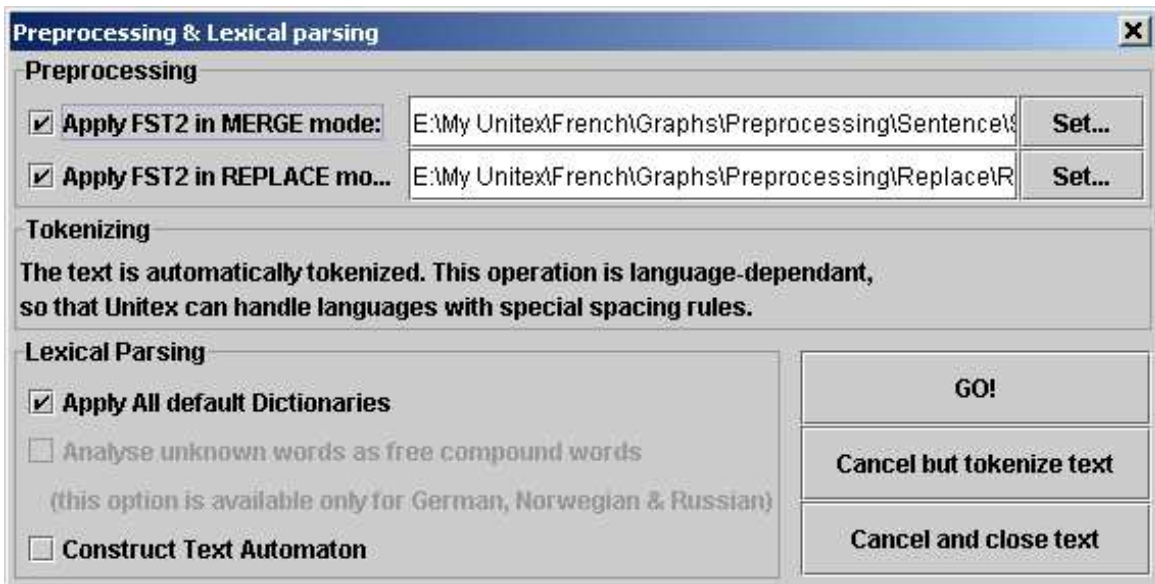 Preprocessing & Lexical parsing
Preprocessing
Apply FST2 in MERGE mode: E:\My Unitex\French\Graphs\Preprocessing\Sentence\S Set...
Apply FST2 in REPLACE mo... E:\My Unitex\French\Graphs\Preprocessing\Replace\R Set...
Tokenizing
The text is automatically tokenized. This operation is language-dependant,
so that Unitex can handle languages with special spacing rules.
Lexical Parsing
Apply All default Dictionaries
Analyse unknown words as free compound words
(this option is available only for German, Norwegian & Russian)
Construct Text Automaton
GO!
Cancel but tokenize text
Cancel and close text